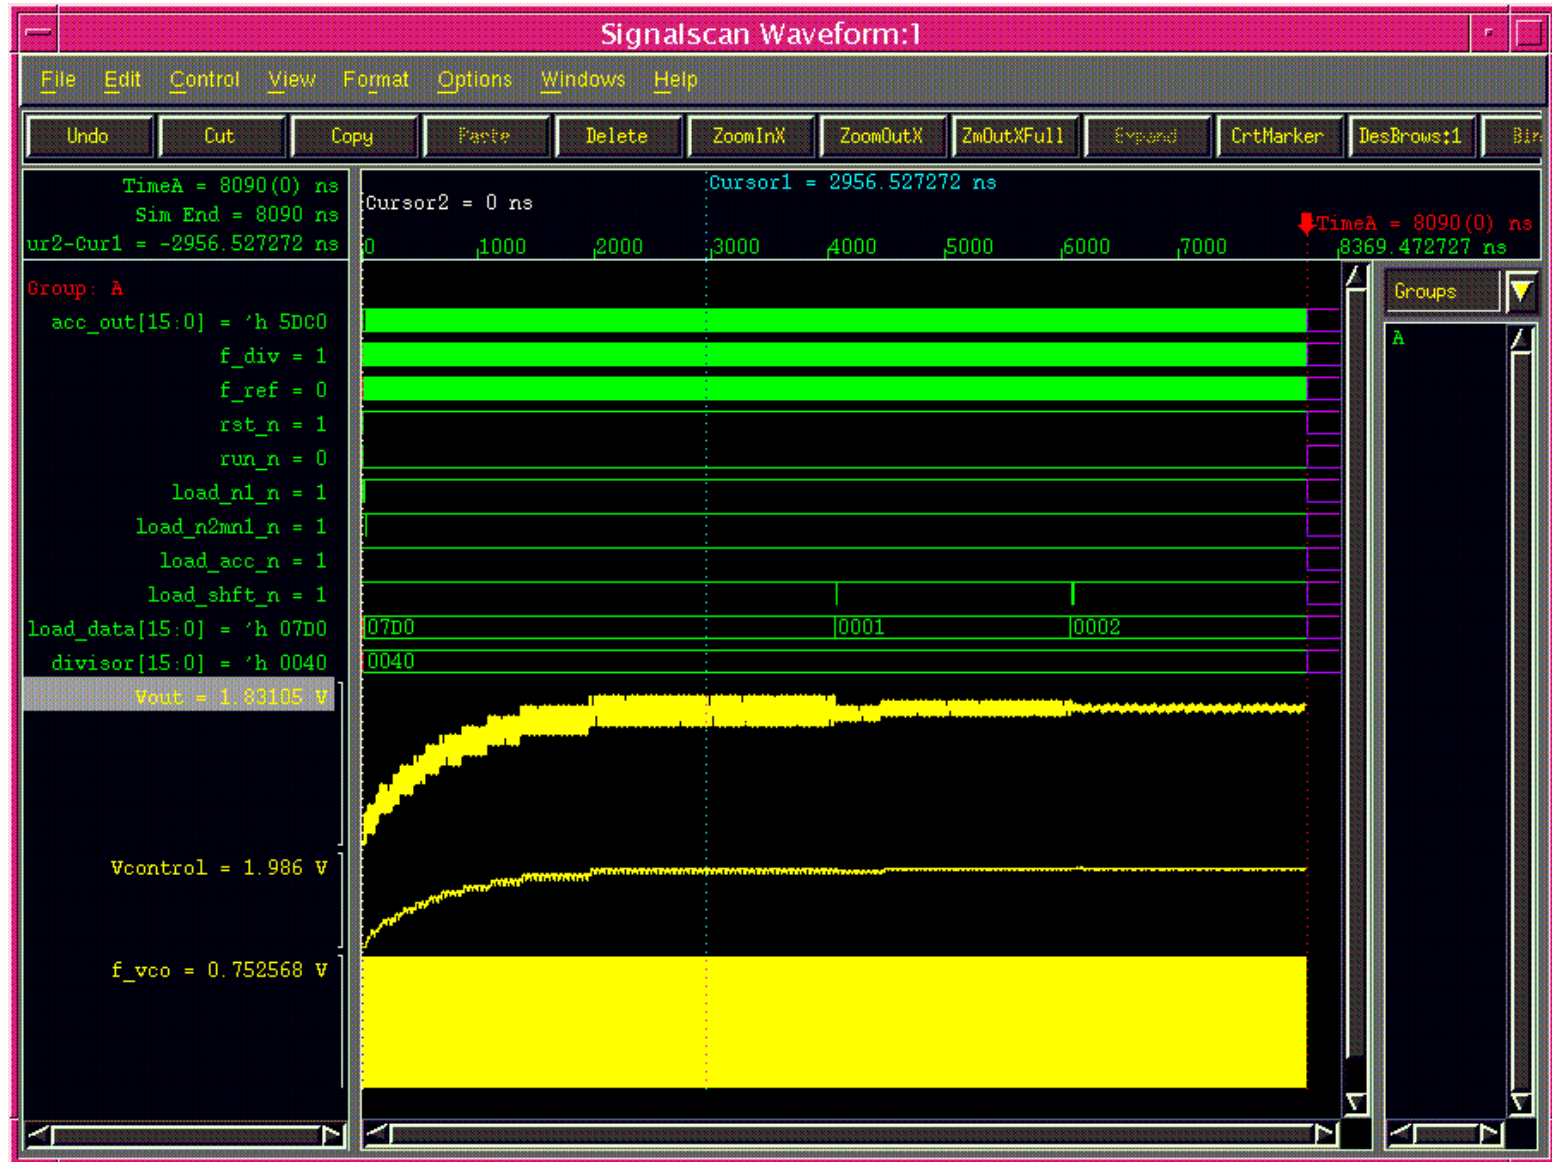 Signalscan Waveform:1
File Edit Control View Format Options Windows Help
Undo Cut Copy Paste Delete ZoomInX ZoomOutX ZmOutXFull Expand CrtMarker DesBrows:1
TimeA = 8090(0) ns
Sim End = 8090 ns
ur2-Cur1 = -2956.527272 ns
Cursor1 = 2956.527272 ns
Cursor2 = 0 ns
TimeA = 8090(0) ns
0 1000 2000 3000 4000 5000 6000 7000 8369.472727 ns
Group: A
acc_out[15:0] = 'h 5DC0
f_div = 1
f_ref = 0
rst_n = 1
run_n = 0
load_n1_n = 1
load_n2mn1_n = 1
load_acc_n = 1
load_shft_n = 1
load_data[15:0] = 'h 07D0 07D0 0001 0002
divisor[15:0] = 'h 0040 0040
Vout = 1.83105 V
Vcontrol = 1.986 V
f_vco = 0.752568 V
Groups
A